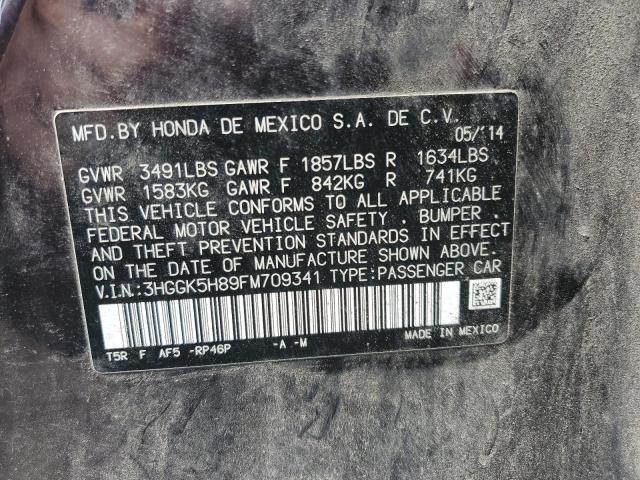 MFD. BY HONDA DE MEXICO S.A. DE C.V.
05/'14
GVWR 3491LBS GAWR F 1857LBS R 1634LBS
GVWR 1583KG GAWR F 842KG R 741KG
THIS VEHICLE CONFORMS TO ALL APPLICABLE
FEDERAL MOTOR VEHICLE SAFETY . BUMPER .
AND THEFT PREVENTION STANDARDS IN EFFECT
ON THE DATE OF MANUFACTURE SHOWN ABOVE.
V.I.N.:3HGGK5H89FM709341 TYPE:PASSENGER CAR
T5R F AF5 -RP46P -A -M MADE IN MEXICO